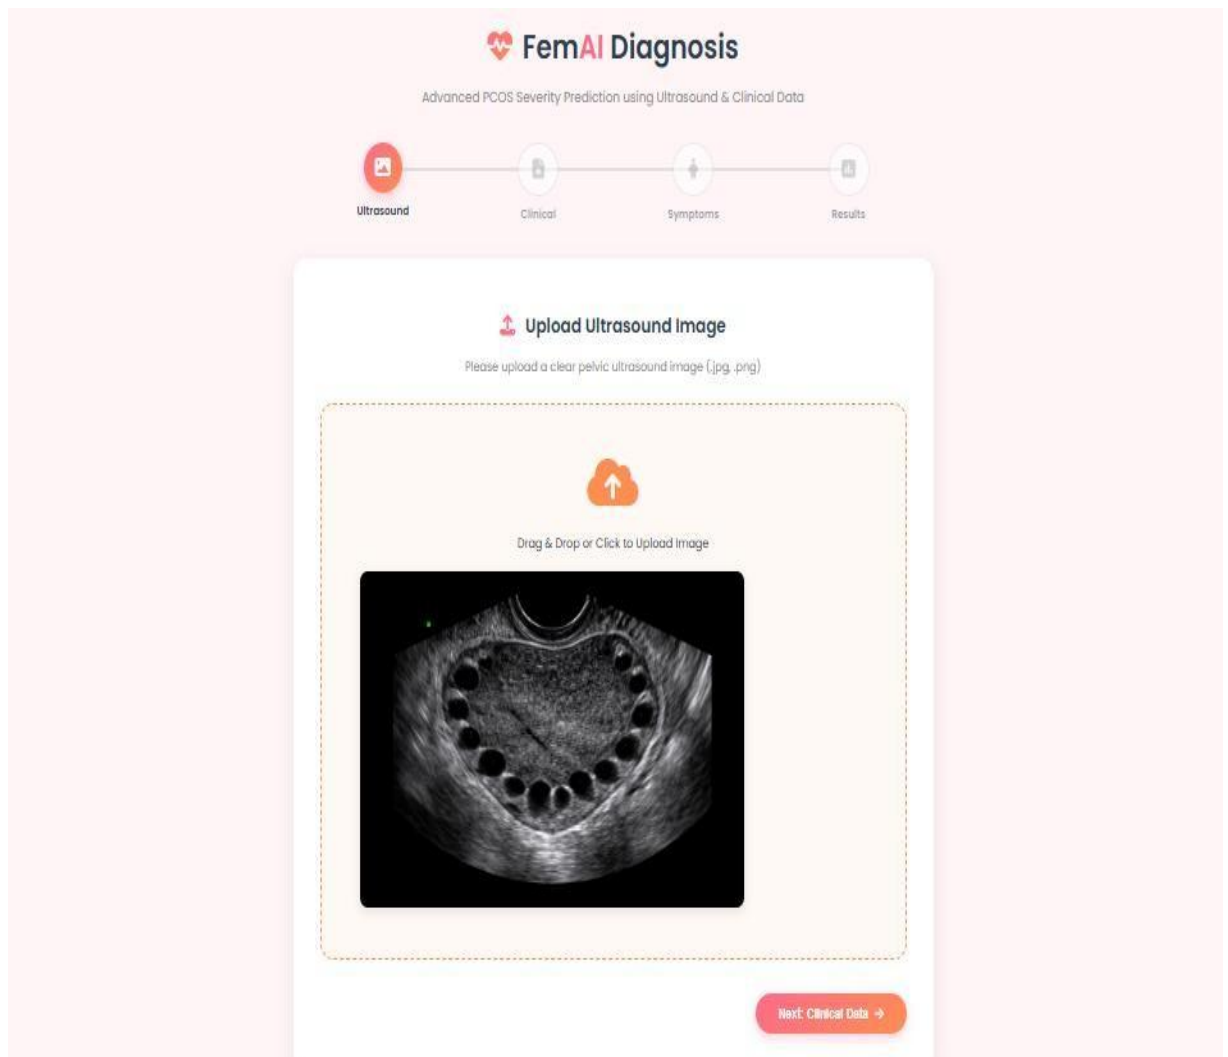 FemAI Diagnosis
Advanced PCOS Severity Prediction using Ultrasound & Clinical Data
Ultrasound
Clinical
Symptoms
Results
Upload Ultrasound Image
Please upload a clear pelvic ultrasound image (.jpg, .png)
Drag & Drop or Click to Upload Image
Next: Clinical Data →